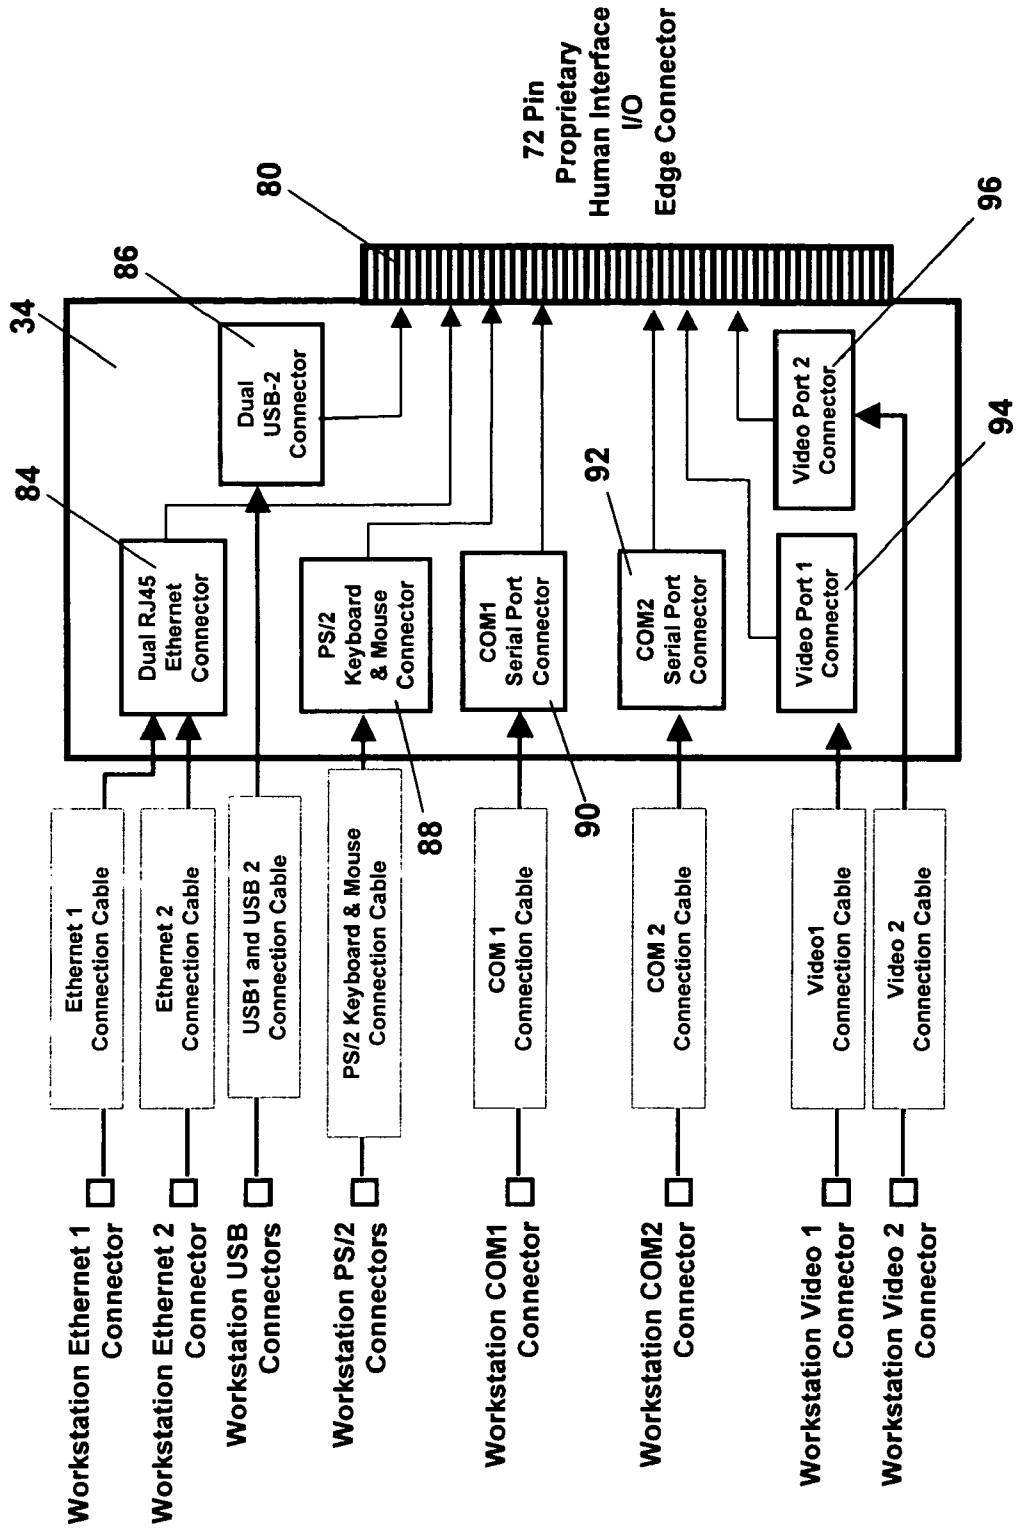 Workstation Ethernet 1
Connector
Workstation Ethernet 2
Connector
Workstation USB
Connectors
Workstation PS/2
Connectors
Workstation COM1
Connector
Workstation COM2
Connector
Workstation Video 1
Connector
Workstation Video 2
Connector
Ethernet 1
Connection Cable
Ethernet 2
Connection Cable
USB1 and USB 2
Connection Cable
PS/2 Keyboard & Mouse
Connection Cable
COM 1
Connection Cable
COM 2
Connection Cable
Video1
Connection Cable
Video 2
Connection Cable
34
84
Dual RJ45
Ethernet
Connector
86
Dual
USB-2
Connector
PS/2
Keyboard
& Mouse
Connector
88
COM1
Serial Port
Connector
90
92
COM2
Serial Port
Connector
Video Port 1
Connector
94
Video Port 2
Connector
96
80
72 Pin
Proprietary
Human Interface
I/O
Edge Connector